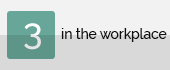 3 in the workplace